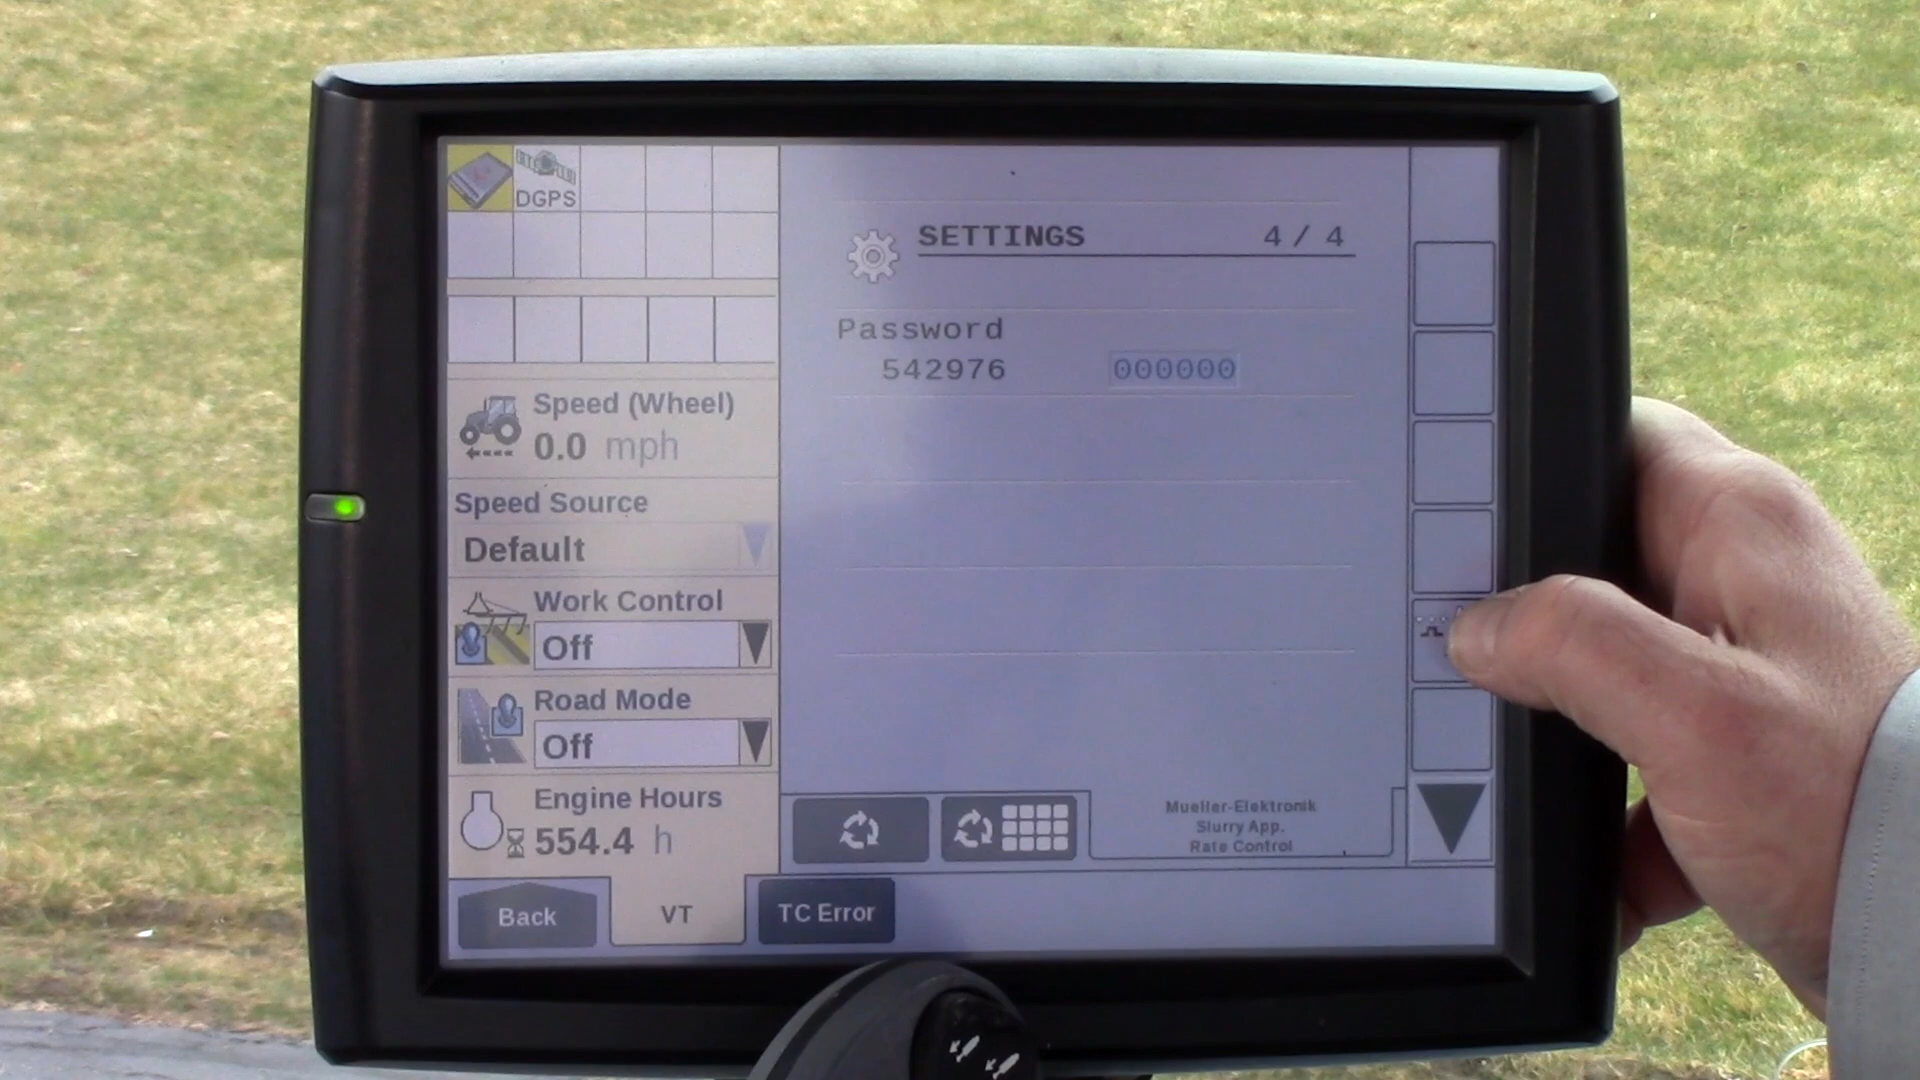 DGPS
SETTINGS 4 / 4
Password
542976 000000
Speed (Wheel)
0.0 mph
Speed Source
Default
Work Control
Off
Road Mode
Off
Engine Hours
554.4 h
Mueller-Elektronik
Slurry App.
Rate Control
Back VT TC Error